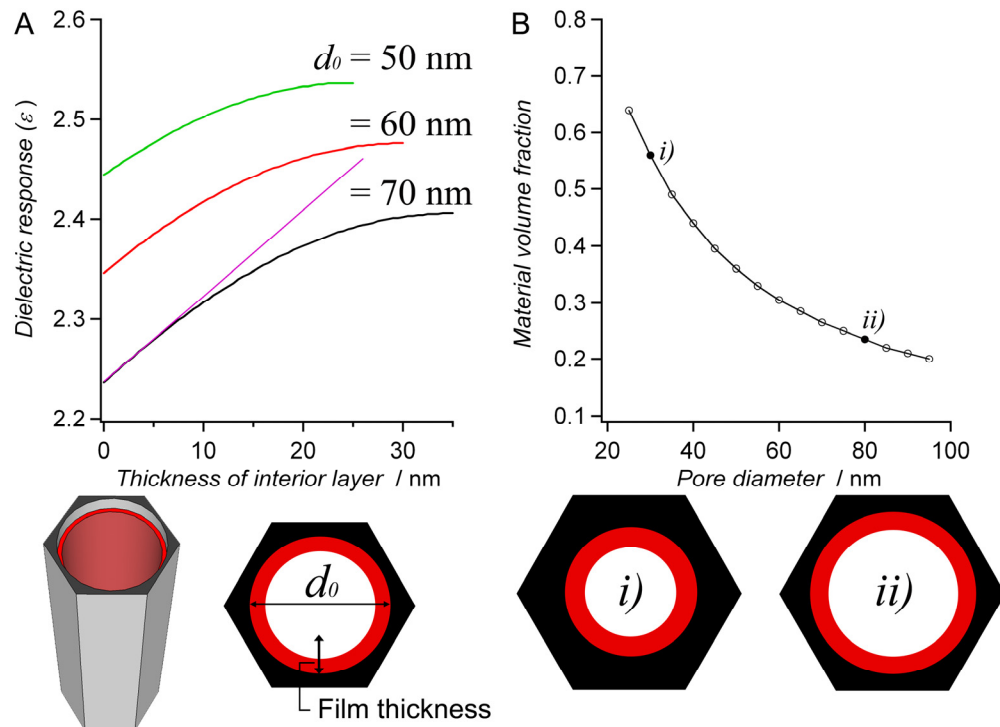 A
2.6
2.5
2.4
2.3
2.2
Dielectric response (ε)
d₀ = 50 nm
= 60 nm
= 70 nm
0
10
20
30
Thickness of interior layer / nm
B
0.8
0.7
0.6
0.5
0.4
0.3
0.2
0.1
Material volume fraction
i)
ii)
20
40
60
80
100
Pore diameter / nm
d₀
Film thickness
i)
ii)